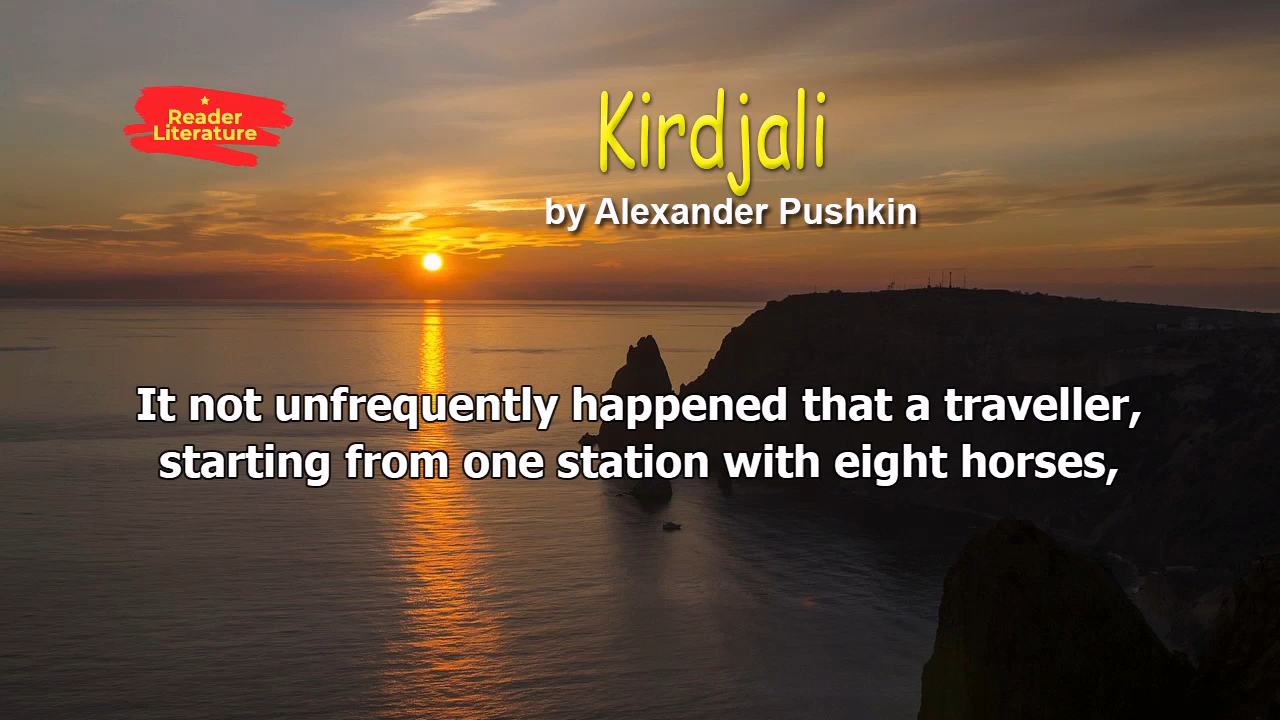 Reader
Literature
Kirdjali
by Alexander Pushkin
It not unfrequently happened that a traveller,
starting from one station with eight horses,